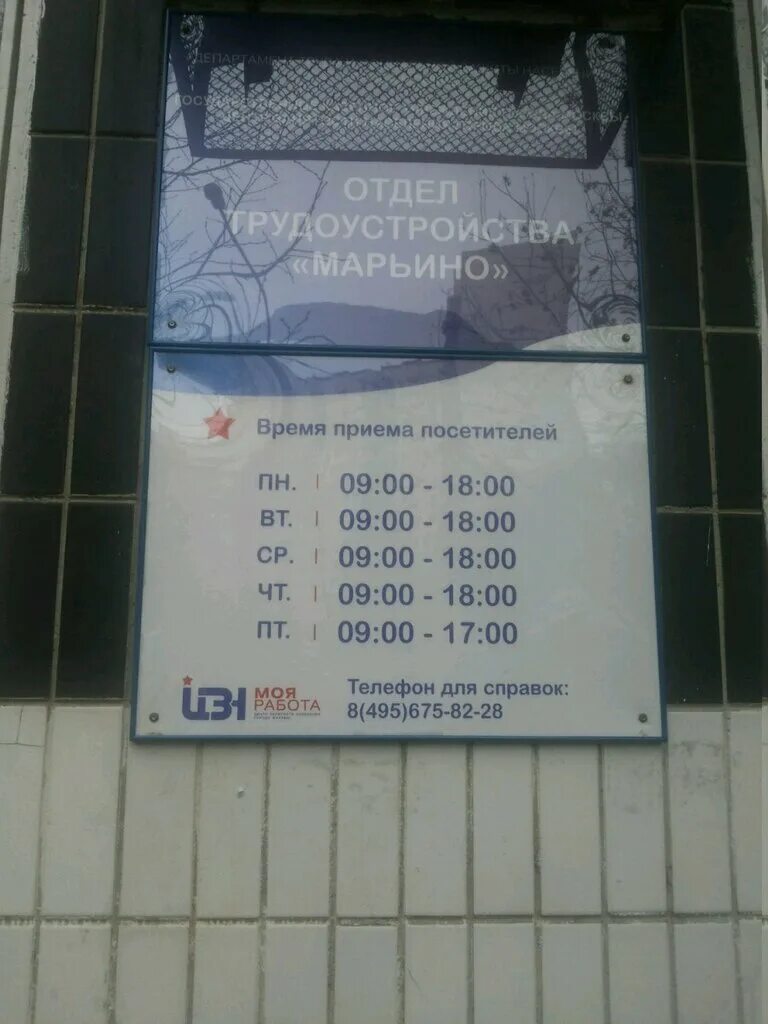 ДЕПАРТАМЕНТ
ОТДЕЛ
ТРУДОУСТРОЙСТВА
«МАРЬИНО»
Время приема посетителей
ПН. | 09:00 - 18:00
ВТ. | 09:00 - 18:00
СР. | 09:00 - 18:00
ЧТ. | 09:00 - 18:00
ПТ. | 09:00 - 17:00
ЦЗН МОЯ
РАБОТА
Телефон для справок:
8(495)675-82-28